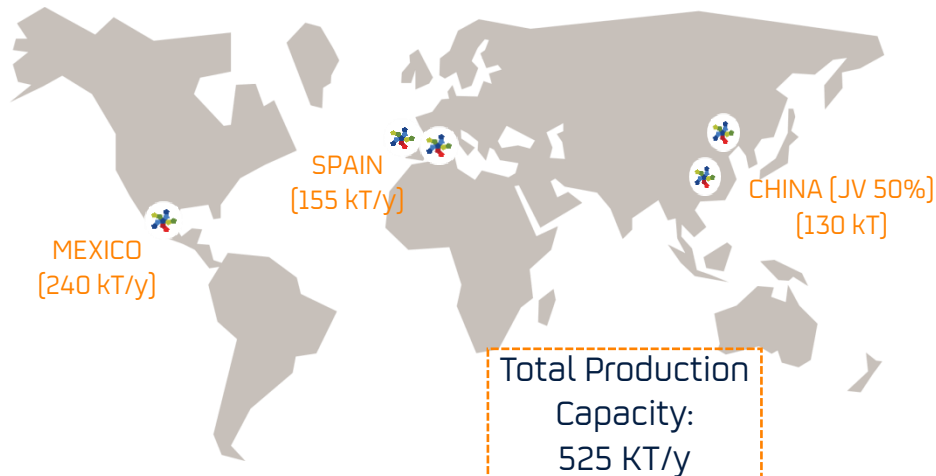 SPAIN
(155 kT/y)
CHINA (JV 50%)
(130 kT)
MEXICO
(240 kT/y)
Total Production
Capacity:
525 KT/y